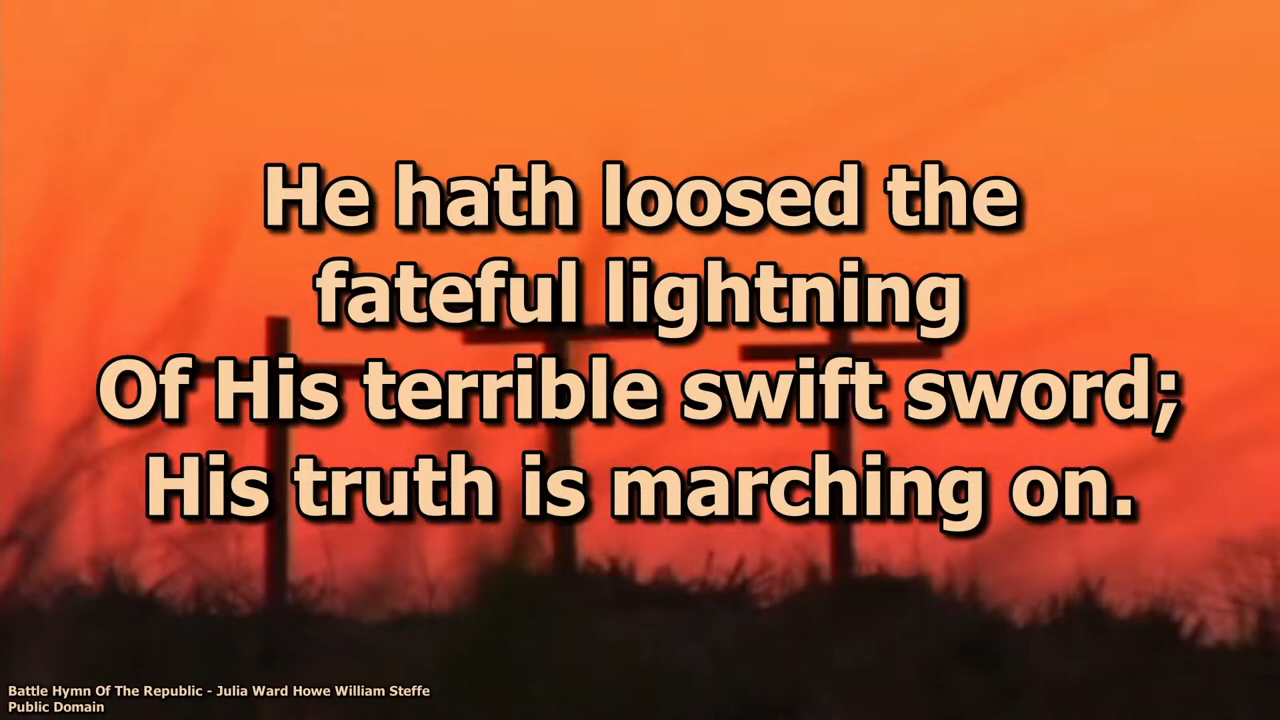 He hath loosed the
fateful lightning
Of His terrible swift sword;
His truth is marching on.
Battle Hymn Of The Republic - Julia Ward Howe William Steffe
Public Domain